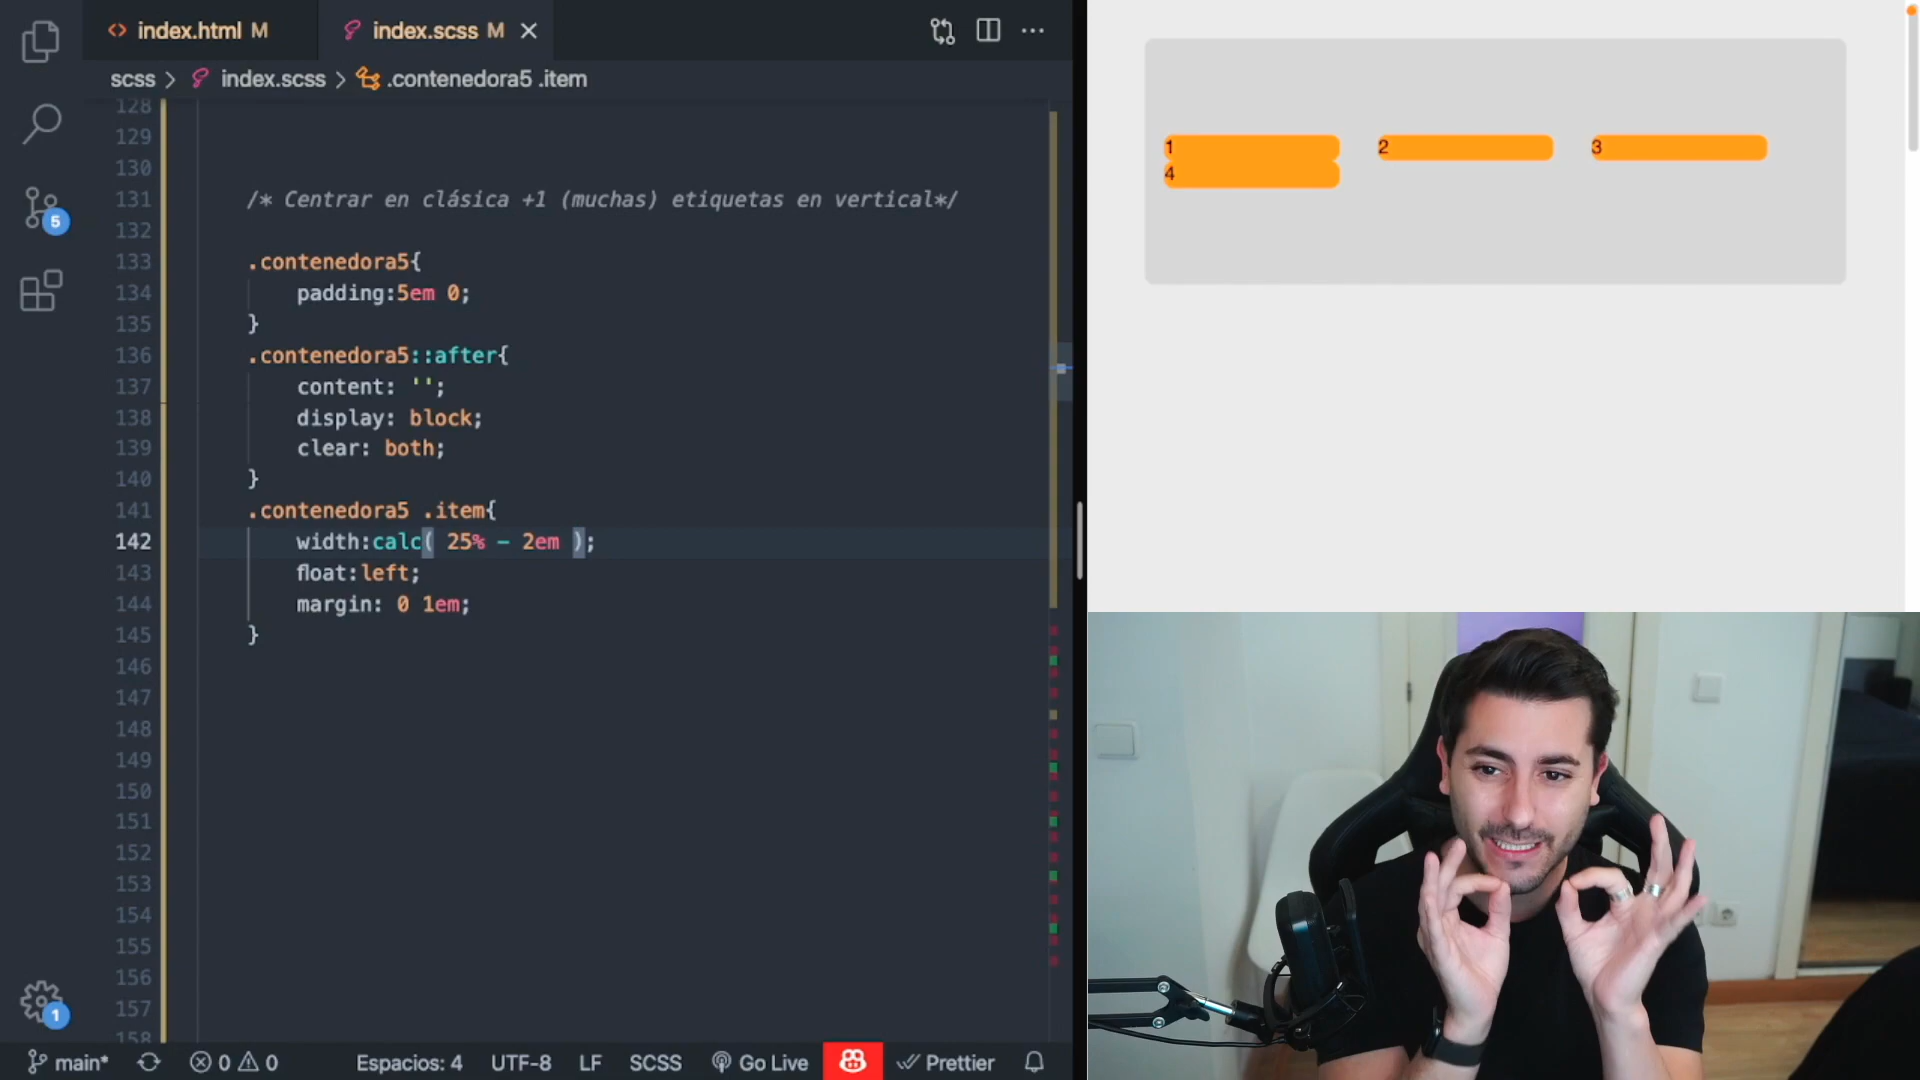 index.html M
index.scss M
scss > index.scss > .contenedora5 .item
128
129
130
131 /* Centrar en clásica +1 (muchas) etiquetas en vertical*/
132
133 .contenedora5{
134 padding:5em 0;
135 }
136 .contenedora5::after{
137 content: '';
138 display: block;
139 clear: both;
140 }
141 .contenedora5 .item{
142 width:calc( 25% - 2em );
143 float:left;
144 margin: 0 1em;
145 }
146
147
148
149
150
151
152
153
154
155
156
157
158
5
1
main* 0 0 Espacios: 4 UTF-8 LF SCSS Go Live Prettier
1 2 3
4